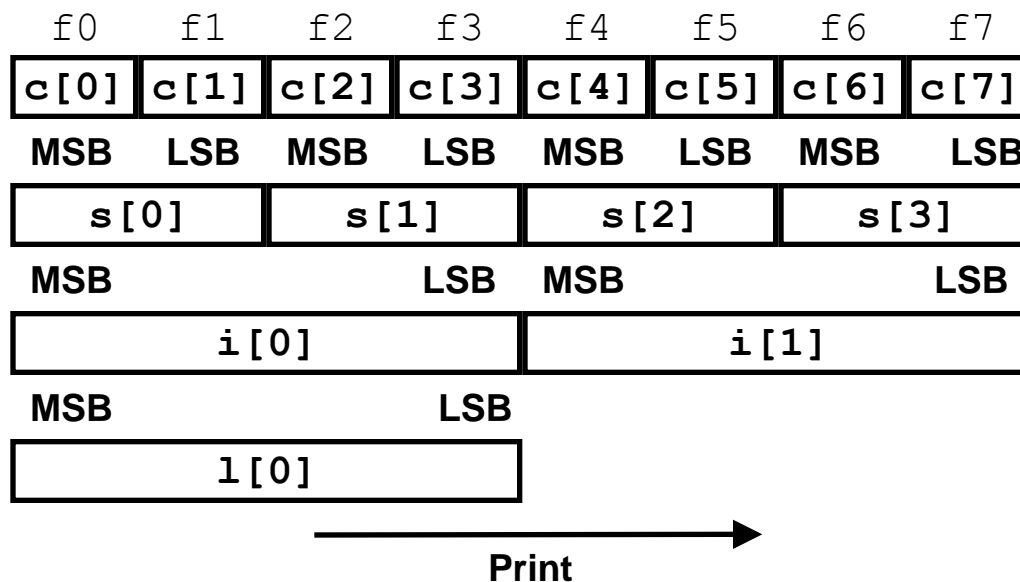 f0 f1 f2 f3 f4 f5 f6 f7
c[0] c[1] c[2] c[3] c[4] c[5] c[6] c[7]
MSB LSB MSB LSB MSB LSB MSB LSB
s[0] s[1] s[2] s[3]
MSB LSB MSB LSB
i[0] i[1]
MSB LSB
l[0]
Print